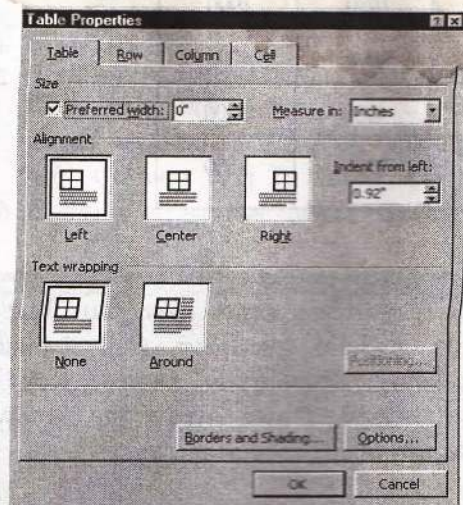 Table Properties
Table Row Column Cell
Size
Preferred width: 0" Measure in: Inches
Alignment
Indent from left:
0.92"
Left Center Right
Text wrapping
None Around
Positioning...
Borders and Shading... Options...
OK Cancel